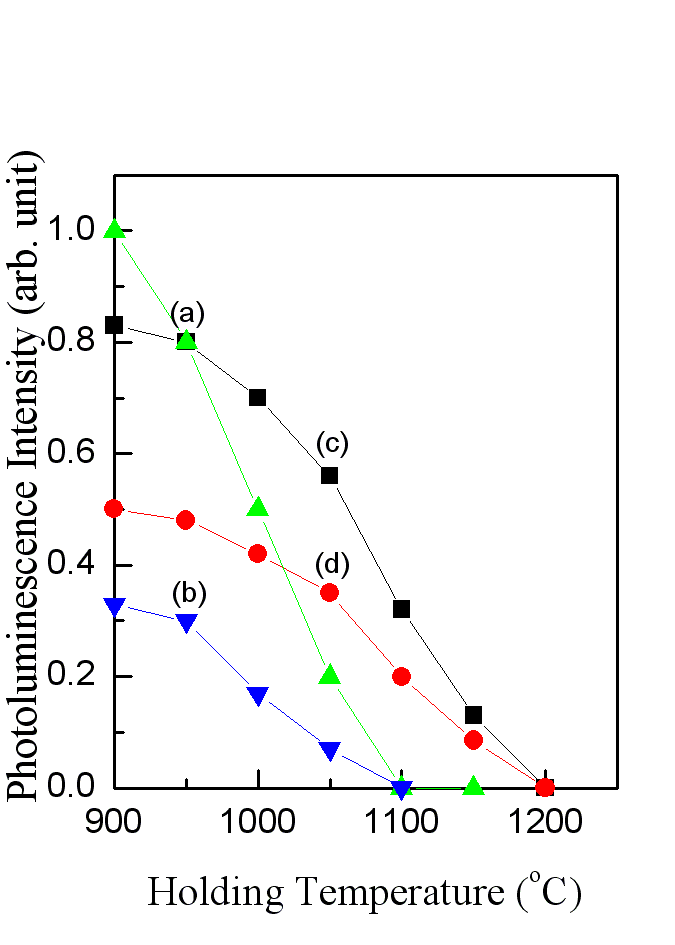 Photoluminescence Intensity (arb. unit)
1.0
0.8
0.6
0.4
0.2
0.0
(a)
(c)
(d)
(b)
900 1000 1100 1200
Holding Temperature (°C)